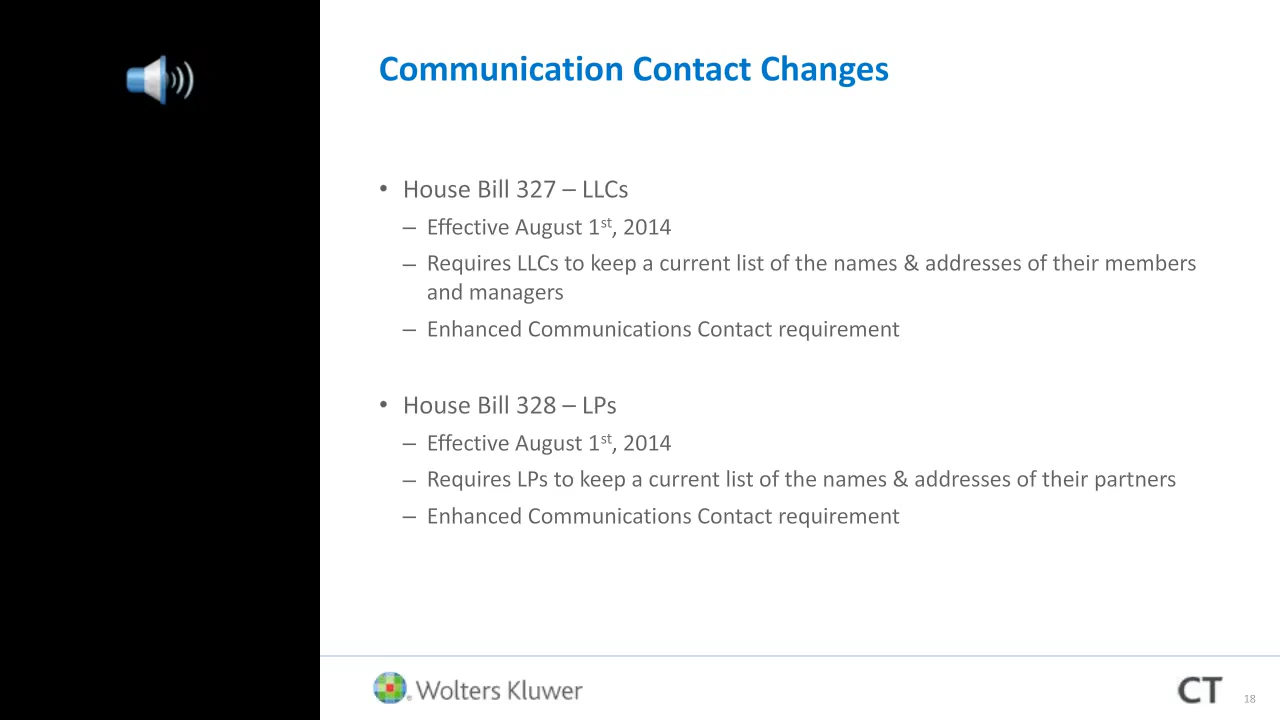 Communication Contact Changes
• House Bill 327 – LLCs
– Effective August 1st, 2014
– Requires LLCs to keep a current list of the names & addresses of their members
and managers
– Enhanced Communications Contact requirement
• House Bill 328 – LPs
– Effective August 1st, 2014
– Requires LPs to keep a current list of the names & addresses of their partners
– Enhanced Communications Contact requirement
Wolters Kluwer
CT
18